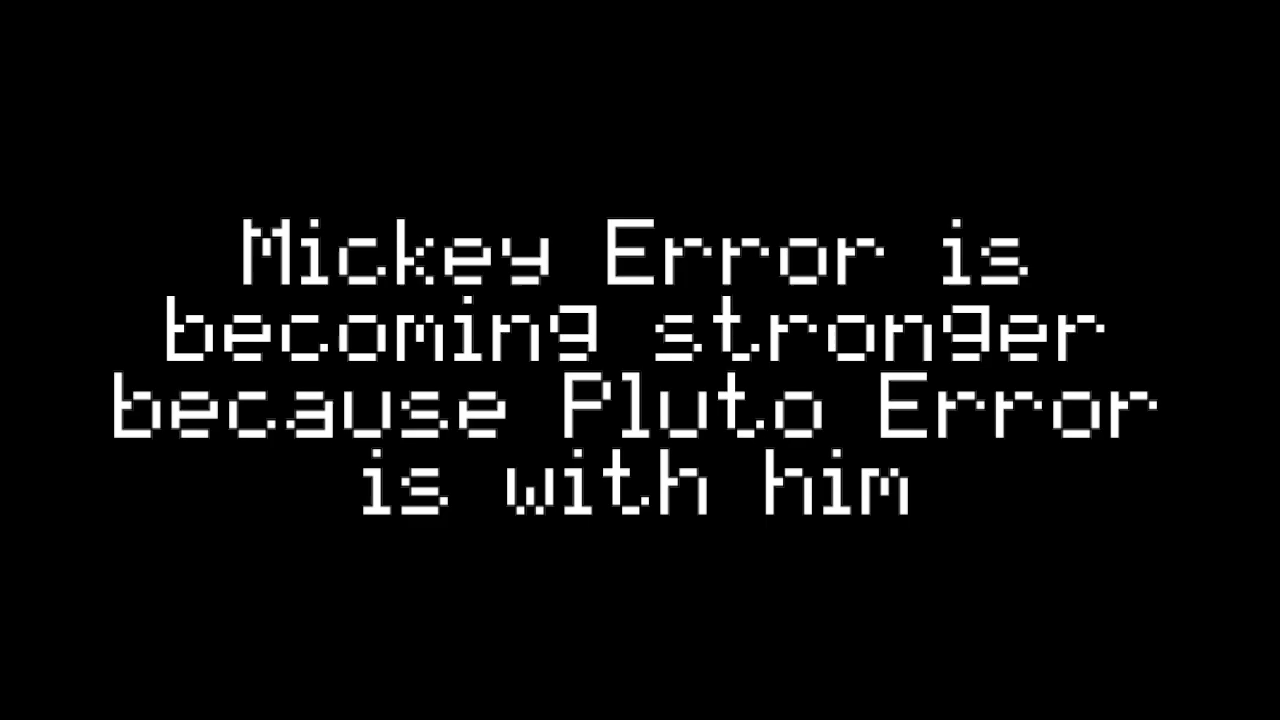 Mickey Error is
becoming stronger
because Pluto Error
is with him